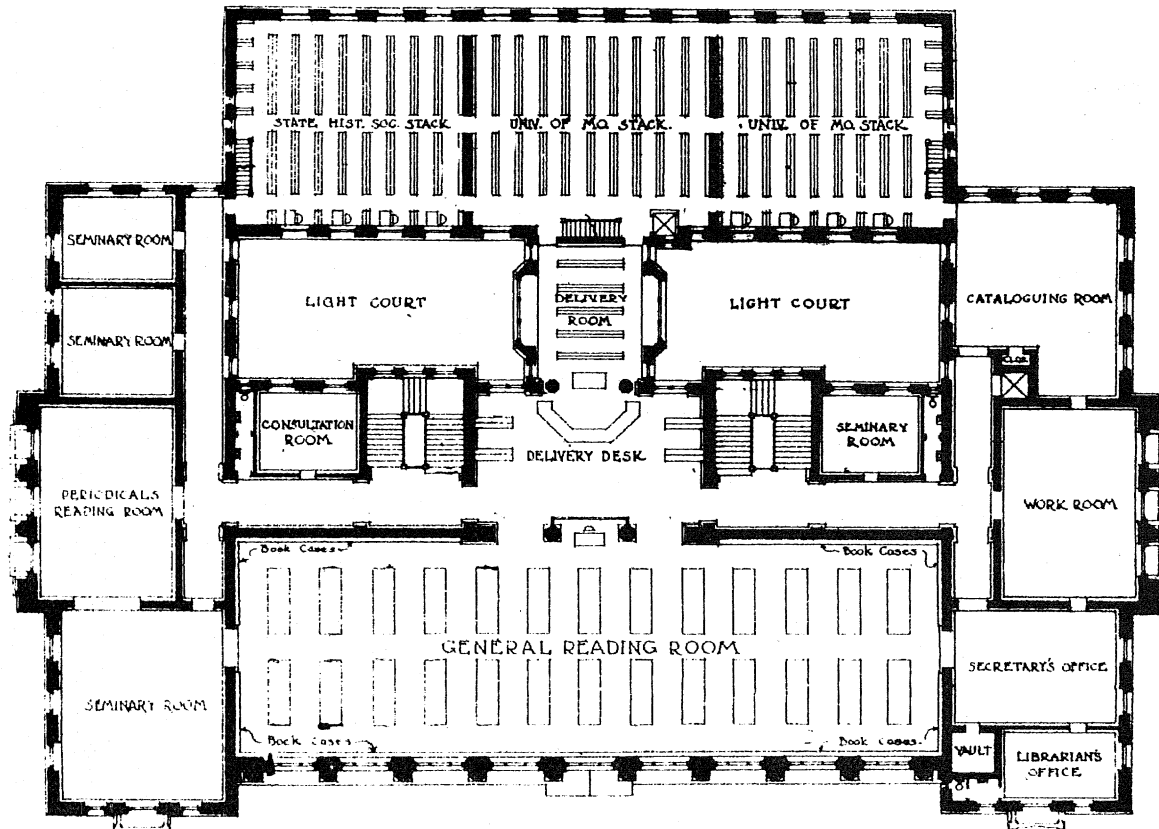 STATE HIST. SOC. STACK
UNIV. OF MO. STACK.
UNIV. OF MO. STACK
SEMINARY ROOM
SEMINARY ROOM
LIGHT COURT
DELIVERY
ROOM
LIGHT COURT
CATALOGUING ROOM
CLOS.
CONSULTATION
ROOM
DELIVERY DESK
SEMINARY
ROOM
PERIODICALS
READING ROOM
WORK ROOM
Book Cases
Book Cases
GENERAL READING ROOM
SECRETARY'S OFFICE
SEMINARY ROOM
Book Cases
Book Cases.
VAULT
LIBRARIAN'S
OFFICE